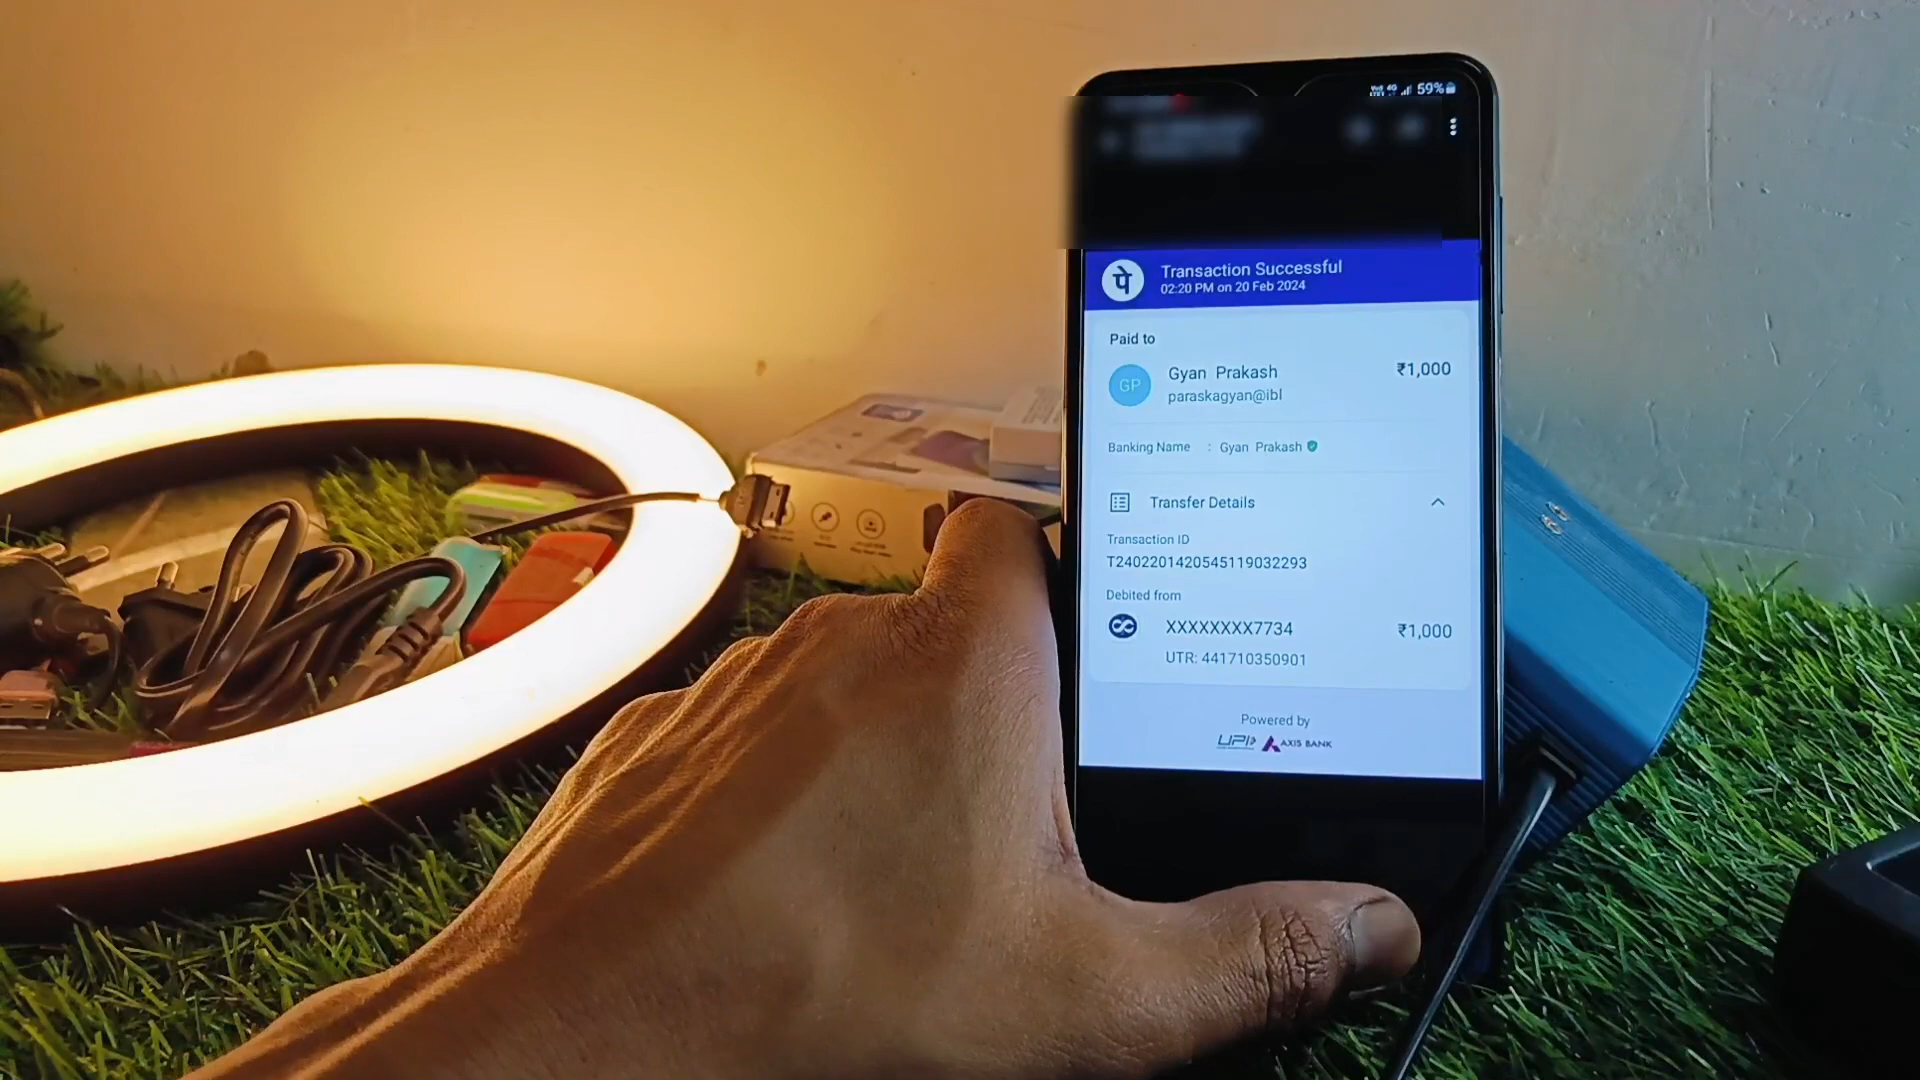 59%
पे
Transaction Successful
02:20 PM on 20 Feb 2024
Paid to
GP
Gyan Prakash
₹1,000
paraskagyan@ibl
Banking Name : Gyan Prakash
Transfer Details
Transaction ID
T2402201420545119032293
Debited from
XXXXXXXX7734
₹1,000
UTR: 441710350901
Powered by
UPI AXIS BANK